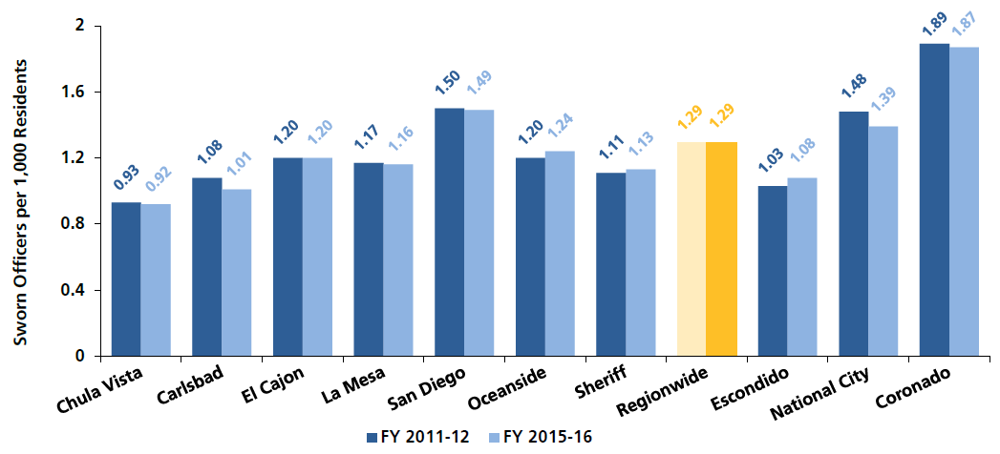 Sworn Officers per 1,000 Residents
2
1.6
1.2
0.8
0.4
0
0.93 0.92
1.08 1.01
1.20 1.20
1.17 1.16
1.50 1.49
1.20 1.24
1.11 1.13
1.29 1.29
1.03 1.08
1.48 1.39
1.89 1.87
Chula Vista
Carlsbad
El Cajon
La Mesa
San Diego
Oceanside
Sheriff
Regionwide
Escondido
National City
Coronado
FY 2011-12 FY 2015-16